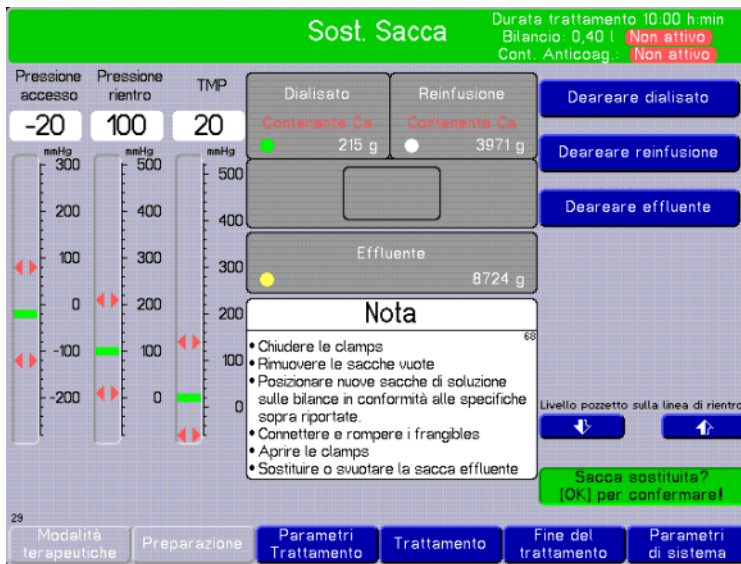 Sost. Sacca
Durata trattamento 10:00 h:min
Bilancio: 0,40 l Non attivo
Cont. Anticoag.: Non attivo
Pressione accesso
Pressione rientro
TMP
-20
100
20
mmHg
mmHg
mmHg
300
200
100
0
-100
-200
500
400
300
200
100
0
500
400
300
200
100
0
Dialisato
Contenente Ca
215 g
Reinfusione
Contenente Ca
3971 g
Effluente
8724 g
Nota
68
• Chiudere le clamps
• Rimuovere le sacche vuote
• Posizionare nuove sacche di soluzione
sulle bilance in conformità alle specifiche
sopra riportate.
• Connettere e rompere i frangibles
• Aprire le clamps
• Sostituire o svuotare la sacca effluente
Deareare dialisato
Deareare reinfusione
Deareare effluente
Livello pozzetto sulla linea di rientro
Sacca sostituita?
[OK] per confermare!
29
Modalità
terapeutiche
Preparazione
Parametri
Trattamento
Trattamento
Fine del
trattamento
Parametri
di sistema